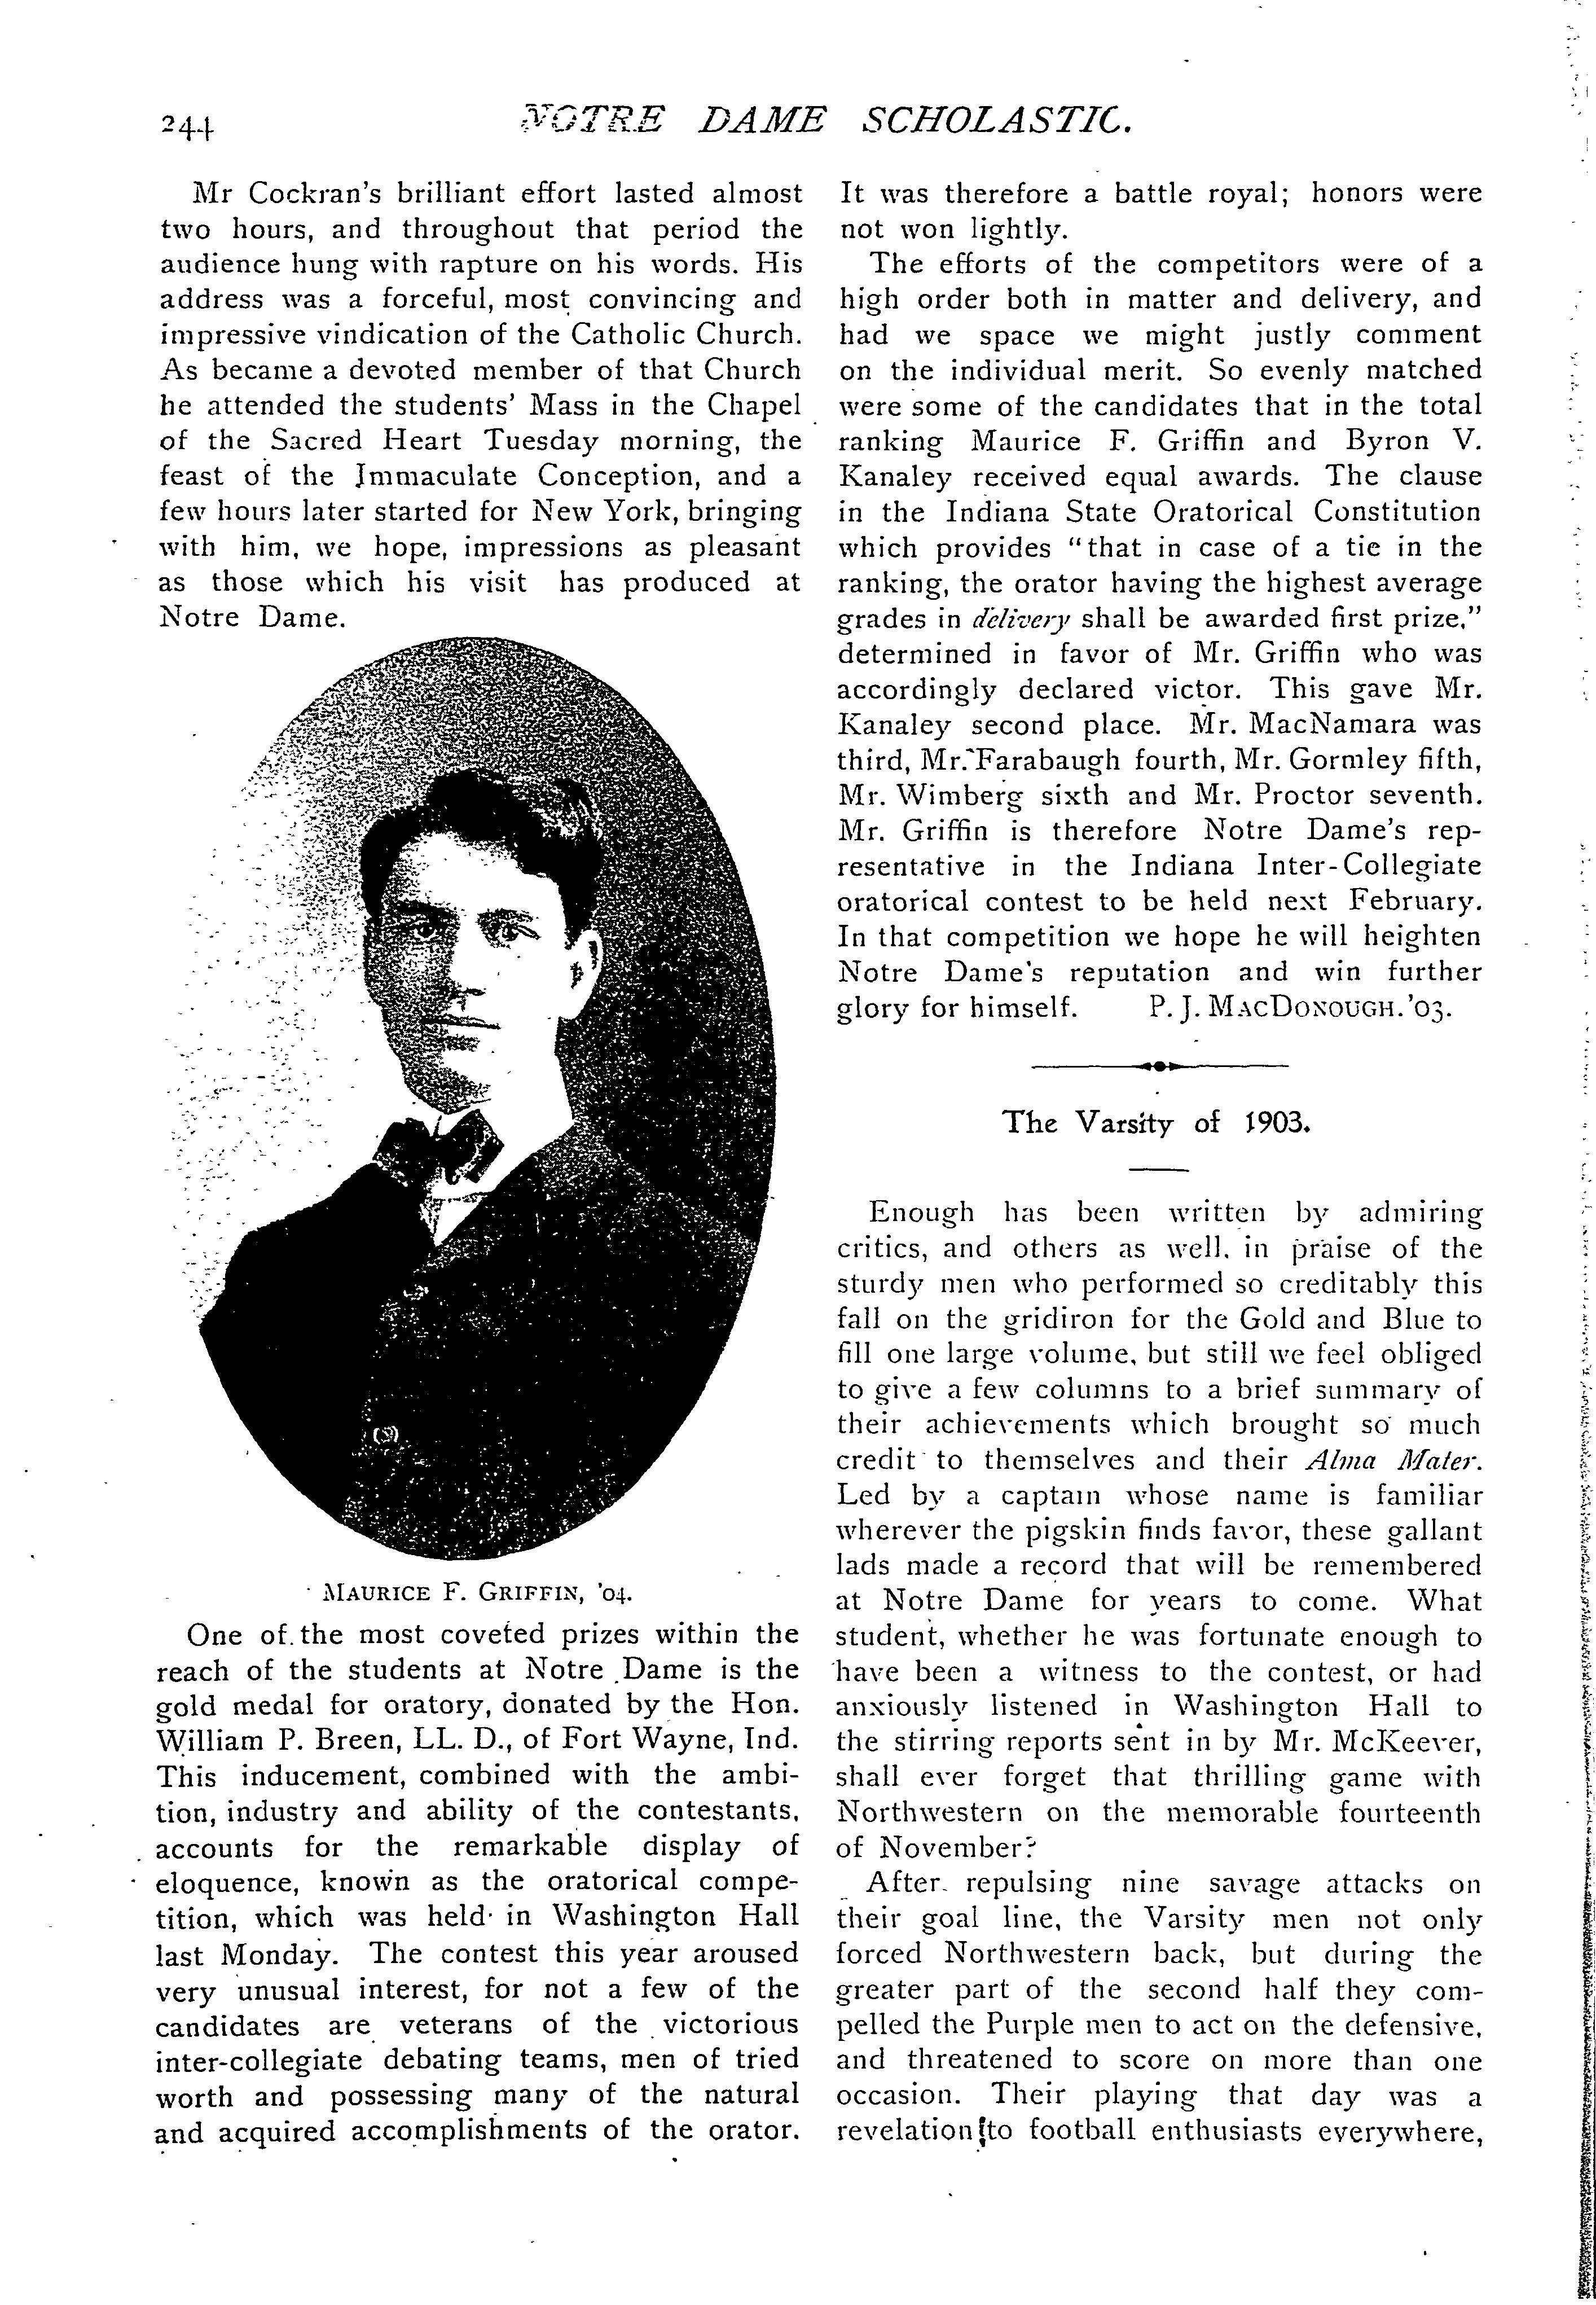 244
NOTRE DAME SCHOLASTIC.
Mr Cockran's brilliant effort lasted almost
two hours, and throughout that period the
audience hung with rapture on his words. His
address was a forceful, most convincing and
impressive vindication of the Catholic Church.
As became a devoted member of that Church
he attended the students' Mass in the Chapel
of the Sacred Heart Tuesday morning, the
feast of the Immaculate Conception, and a
few hours later started for New York, bringing
with him, we hope, impressions as pleasant
as those which his visit has produced at
Notre Dame.
MAURICE F. GRIFFIN, '04.
One of the most coveted prizes within the
reach of the students at Notre Dame is the
gold medal for oratory, donated by the Hon.
William P. Breen, LL. D., of Fort Wayne, Ind.
This inducement, combined with the ambi-
tion, industry and ability of the contestants,
accounts for the remarkable display of
eloquence, known as the oratorical compe-
tition, which was held in Washington Hall
last Monday. The contest this year aroused
very unusual interest, for not a few of the
candidates are veterans of the victorious
inter-collegiate debating teams, men of tried
worth and possessing many of the natural
and acquired accomplishments of the orator.
It was therefore a battle royal; honors were
not won lightly.
The efforts of the competitors were of a
high order both in matter and delivery, and
had we space we might justly comment
on the individual merit. So evenly matched
were some of the candidates that in the total
ranking Maurice F. Griffin and Byron V.
Kanaley received equal awards. The clause
in the Indiana State Oratorical Constitution
which provides "that in case of a tie in the
ranking, the orator having the highest average
grades in delivery shall be awarded first prize,"
determined in favor of Mr. Griffin who was
accordingly declared victor. This gave Mr.
Kanaley second place. Mr. MacNamara was
third, Mr. Farabaugh fourth, Mr. Gormley fifth,
Mr. Wimberg sixth and Mr. Proctor seventh.
Mr. Griffin is therefore Notre Dame's rep-
resentative in the Indiana Inter-Collegiate
oratorical contest to be held next February.
In that competition we hope he will heighten
Notre Dame's reputation and win further
glory for himself. P. J. MACDONOUGH. '03.
The Varsity of 1903.
Enough has been written by admiring
critics, and others as well, in praise of the
sturdy men who performed so creditably this
fall on the gridiron for the Gold and Blue to
fill one large volume, but still we feel obliged
to give a few columns to a brief summary of
their achievements which brought so much
credit to themselves and their Alma Mater.
Led by a captain whose name is familiar
wherever the pigskin finds favor, these gallant
lads made a record that will be remembered
at Notre Dame for years to come. What
student, whether he was fortunate enough to
have been a witness to the contest, or had
anxiously listened in Washington Hall to
the stirring reports sent in by Mr. McKeever,
shall ever forget that thrilling game with
Northwestern on the memorable fourteenth
of November?
After repulsing nine savage attacks on
their goal line, the Varsity men not only
forced Northwestern back, but during the
greater part of the second half they com-
pelled the Purple men to act on the defensive,
and threatened to score on more than one
occasion. Their playing that day was a
revelation to football enthusiasts everywhere,